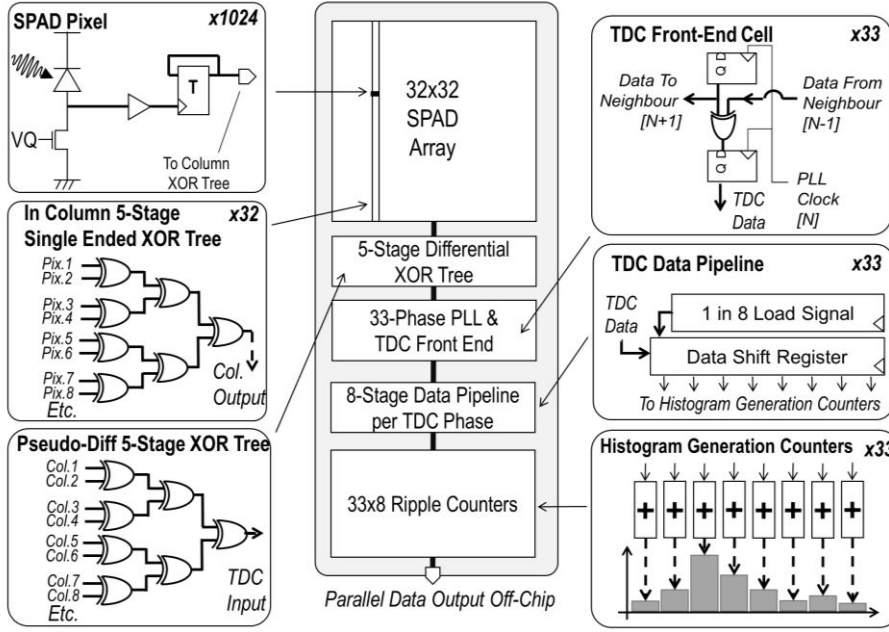 SPAD Pixel x1024
T
VQ
To Column
XOR Tree
In Column 5-Stage x32
Single Ended XOR Tree
Pix.1
Pix.2
Pix.3
Pix.4
Pix.5
Pix.6
Pix.7
Pix.8
Etc.
Col.
Output
Pseudo-Diff 5-Stage XOR Tree
Col.1
Col.2
Col.3
Col.4
Col.5
Col.6
Col.7
Col.8
Etc.
TDC
Input
32x32
SPAD
Array
5-Stage Differential
XOR Tree
33-Phase PLL &
TDC Front End
8-Stage Data Pipeline
per TDC Phase
33x8 Ripple Counters
Parallel Data Output Off-Chip
TDC Front-End Cell x33
D
Q
Data To
Neighbour
[N+1]
Data From
Neighbour
[N-1]
D
Q
TDC
Data
PLL
Clock
[N]
TDC Data Pipeline x33
TDC
Data
1 in 8 Load Signal
Data Shift Register
To Histogram Generation Counters
Histogram Generation Counters x33
+ + + + + + + +